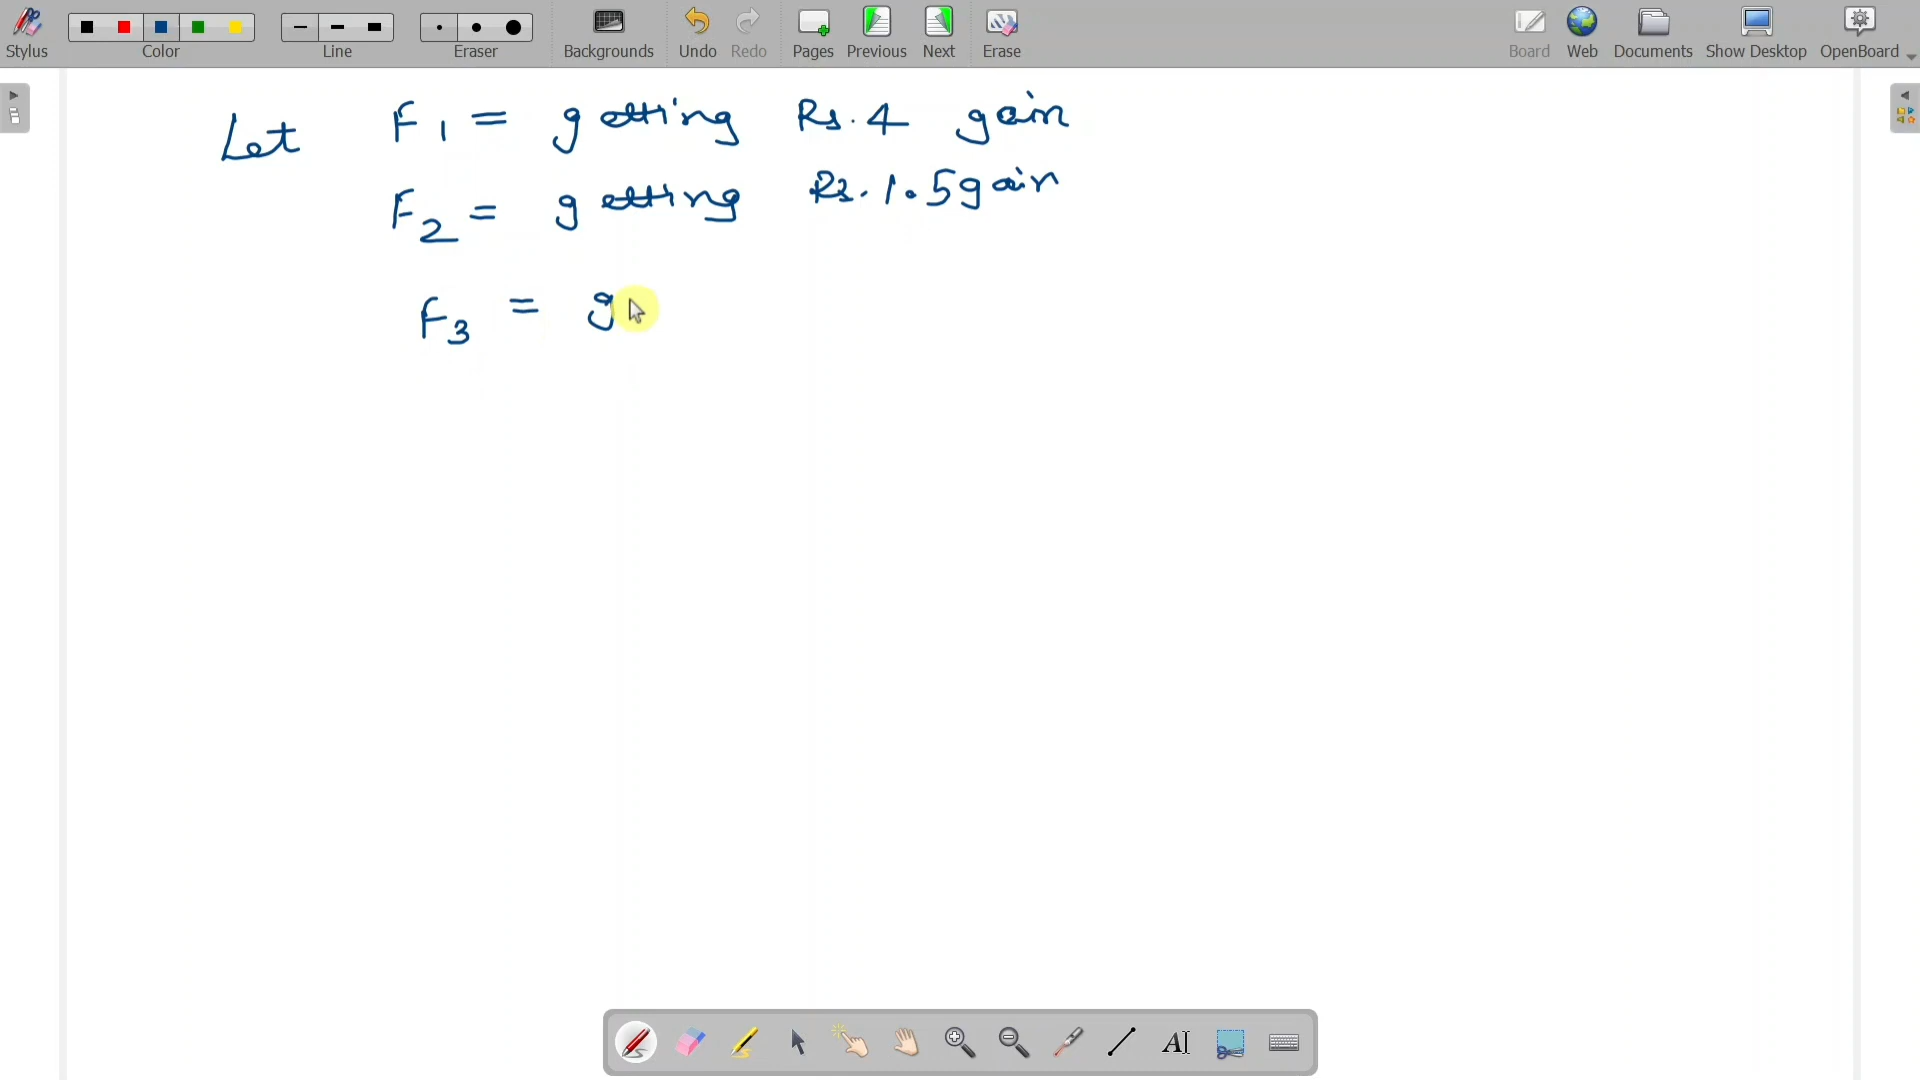 Stylus Color Line Eraser Backgrounds Undo Redo Pages Previous Next Erase Board Web Documents Show Desktop OpenBoard
Let F1 = getting Rs. 4 gain
F2 = getting Rs. 1.5 gain
F3 = g
AI